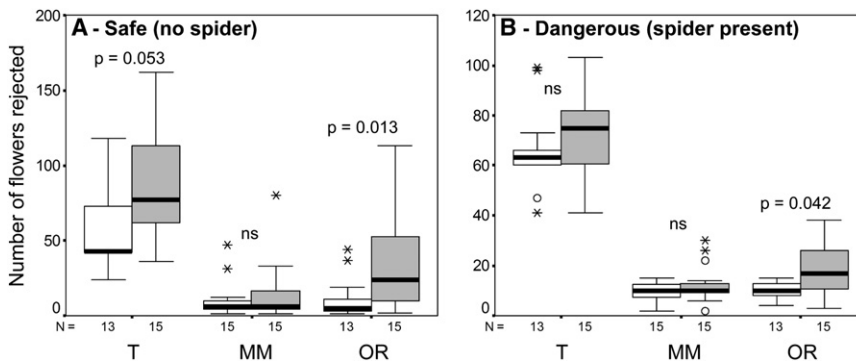 A - Safe (no spider)
Number of flowers rejected
200
150
100
50
0
p = 0.053
ns
p = 0.013
N = 13 15 15 15 13 15
T MM OR
B - Dangerous (spider present)
120
100
80
60
40
20
0
ns
ns
p = 0.042
N = 13 15 15 15 13 15
T MM OR